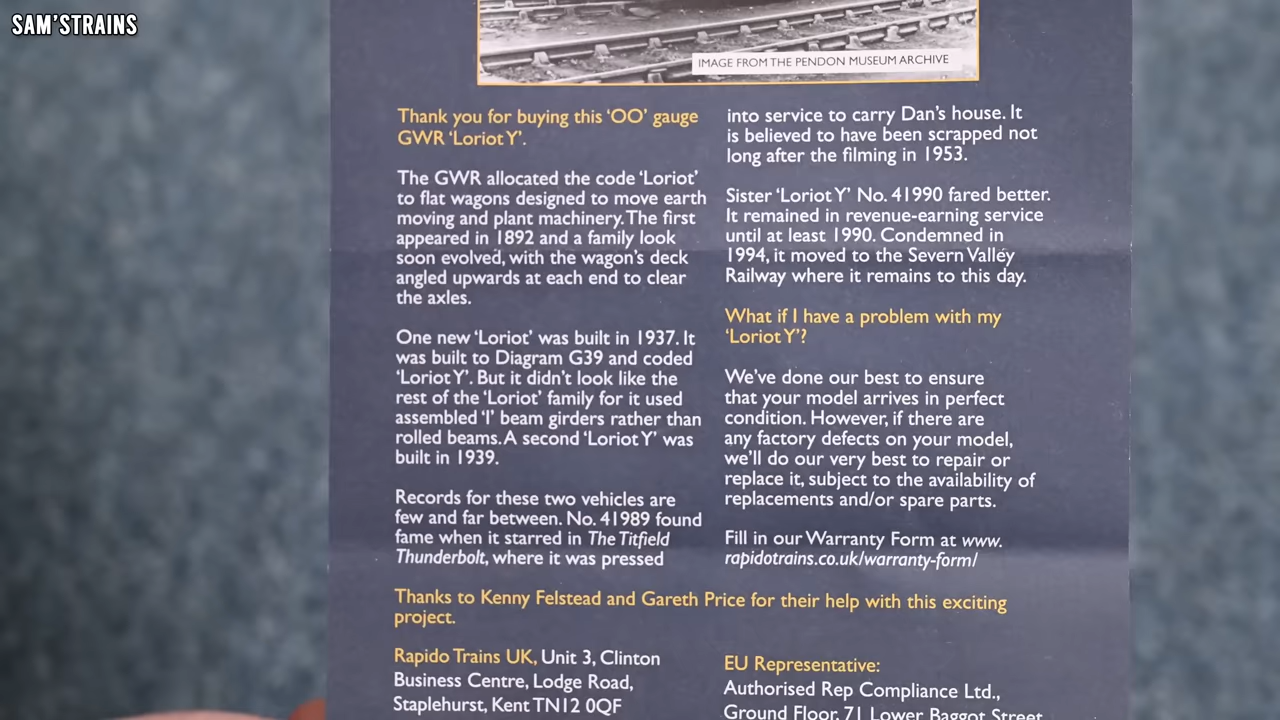 SAM'STRAINS
IMAGE FROM THE PENDON MUSEUM ARCHIVE
Thank you for buying this ‘OO’ gauge
GWR ‘Loriot Y’.
The GWR allocated the code ‘Loriot’
to flat wagons designed to move earth
moving and plant machinery. The first
appeared in 1892 and a family look
soon evolved, with the wagon’s deck
angled upwards at each end to clear
the axles.
One new ‘Loriot’ was built in 1937. It
was built to Diagram G39 and coded
‘Loriot Y’. But it didn’t look like the
rest of the ‘Loriot’ family for it used
assembled ‘I’ beam girders rather than
rolled beams. A second ‘Loriot Y’ was
built in 1939.
Records for these two vehicles are
few and far between. No. 41989 found
fame when it starred in The Titfield
Thunderbolt, where it was pressed
into service to carry Dan’s house. It
is believed to have been scrapped not
long after the filming in 1953.
Sister ‘Loriot Y’ No. 41990 fared better.
It remained in revenue-earning service
until at least 1990. Condemned in
1994, it moved to the Severn Valley
Railway where it remains to this day.
What if I have a problem with my
‘Loriot Y’?
We’ve done our best to ensure
that your model arrives in perfect
condition. However, if there are
any factory defects on your model,
we’ll do our very best to repair or
replace it, subject to the availability of
replacements and/or spare parts.
Fill in our Warranty Form at www.
rapidotrains.co.uk/warranty-form/
Thanks to Kenny Felstead and Gareth Price for their help with this exciting
project.
Rapido Trains UK, Unit 3, Clinton
Business Centre, Lodge Road,
Staplehurst, Kent TN12 0QF
EU Representative:
Authorised Rep Compliance Ltd.,
Ground Floor, 71 Lower Baggot Street